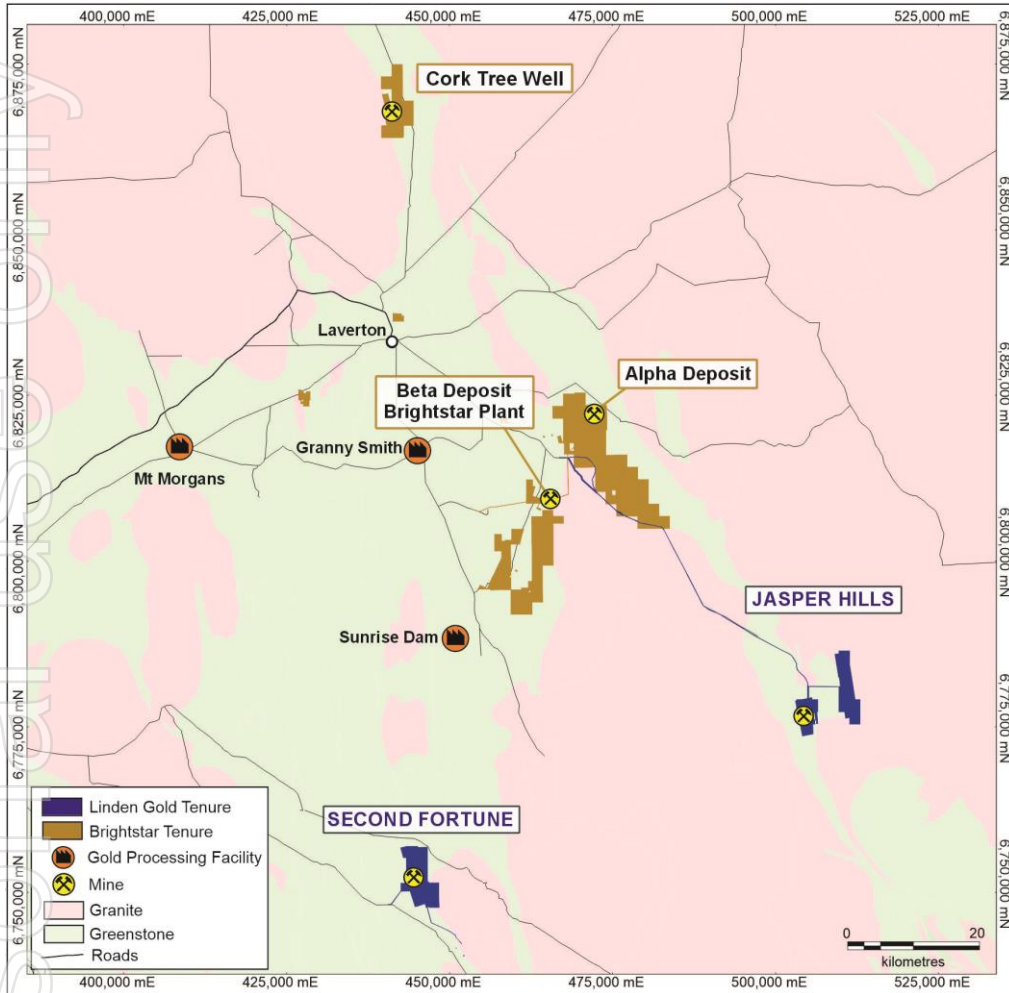 400,000 mE
425,000 mE
450,000 mE
475,000 mE
500,000 mE
525,000 mE
6,875,000 mN
6,850,000 mN
6,825,000 mN
6,800,000 mN
6,775,000 mN
6,750,000 mN
6,875,000 mN
6,850,000 mN
6,825,000 mN
6,800,000 mN
6,775,000 mN
6,750,000 mN
Cork Tree Well
Laverton
Beta Deposit
Brightstar Plant
Alpha Deposit
Granny Smith
Mt Morgans
JASPER HILLS
Sunrise Dam
SECOND FORTUNE
Linden Gold Tenure
Brightstar Tenure
Gold Processing Facility
Mine
Granite
Greenstone
Roads
0
20
kilometres
400,000 mE
425,000 mE
450,000 mE
475,000 mE
500,000 mE
525,000 mE
use only